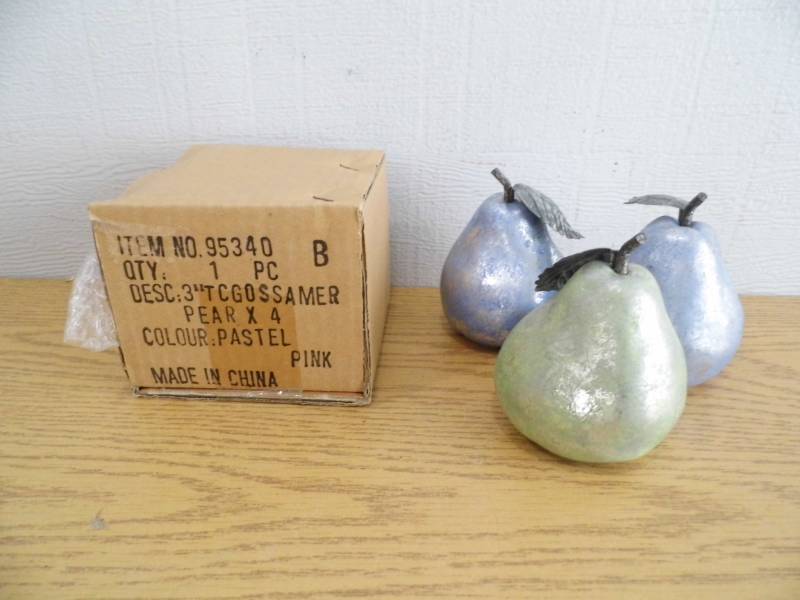 ITEM NO. 95340 B
QTY: 1 PC
DESC:3"TCGOSSAMER
PEAR X 4
COLOUR:PASTEL
PINK
MADE IN CHINA